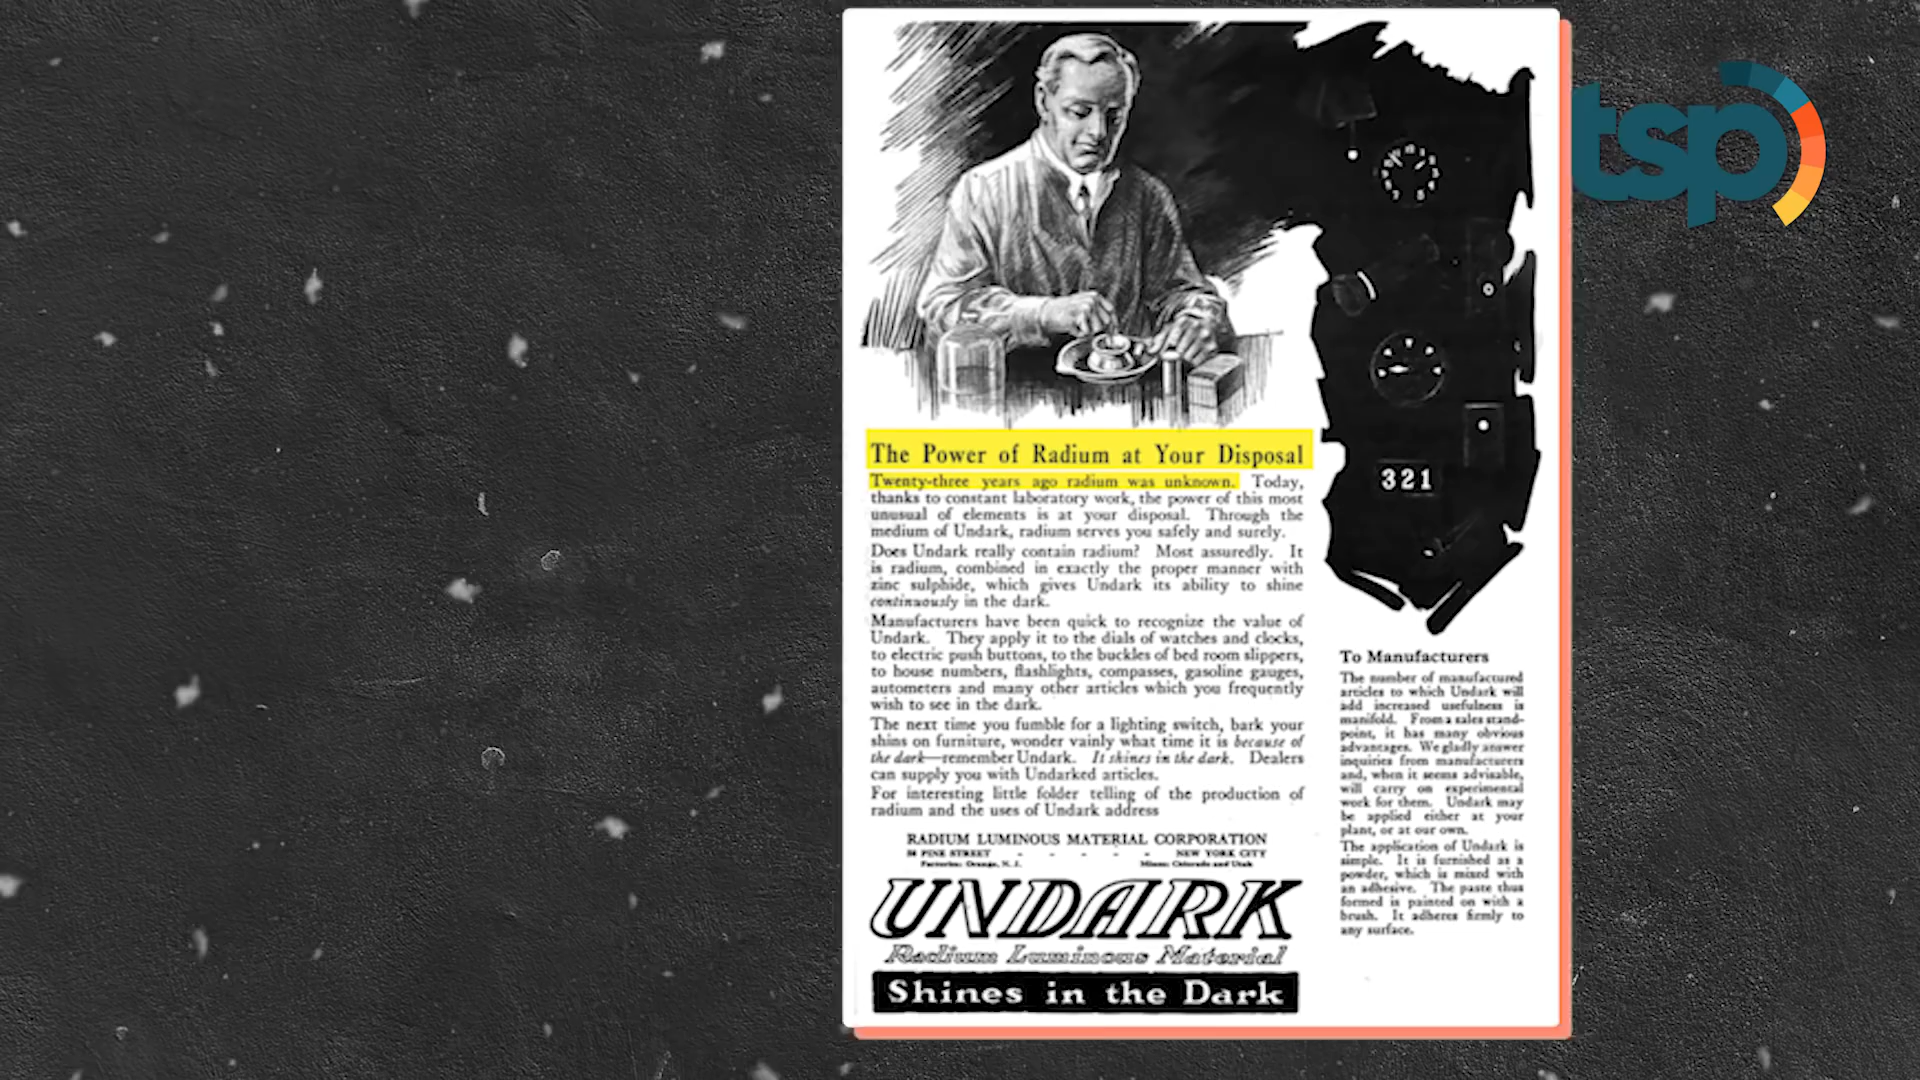 The Power of Radium at Your Disposal
Twenty-three years ago radium was unknown. Today,
thanks to constant laboratory work, the power of this most
unusual of elements is at your disposal. Through the
medium of Undark, radium serves you safely and surely.
Does Undark really contain radium? Most assuredly. It
is radium, combined in exactly the proper manner with
zinc sulphide, which gives Undark its ability to shine
continuously in the dark.
Manufacturers have been quick to recognize the value of
Undark. They apply it to the dials of watches and clocks,
to electric push buttons, to the buckles of bed room slippers,
to house numbers, flashlights, compasses, gasoline gauges,
autometers and many other articles which you frequently
wish to see in the dark.
The next time you fumble for a lighting switch, bark your
shins on furniture, wonder vainly what time it is because of
the dark—remember Undark. It shines in the dark. Dealers
can supply you with Undarked articles.
For interesting little folder telling of the production of
radium and the uses of Undark address
RADIUM LUMINOUS MATERIAL CORPORATION
PINE STREET - - - - - NEW YORK CITY
Factories: Orange, N. J. Mines: Colorado and Utah
UNDARK
Radium Luminous Material
Shines in the Dark
321
To Manufacturers
The number of manufactured
articles to which Undark will
add increased usefulness is
manifold. From a sales stand-
point, it has many obvious
advantages. We gladly answer
inquiries from manufacturers
and, when it seems advisable,
will carry on experimental
work for them. Undark may
be applied either at your
plant, or at our own.
The application of Undark is
simple. It is furnished as a
powder, which is mixed with
an adhesive. The paste thus
formed is painted on with a
brush. It adheres firmly to
any surface.
tsp